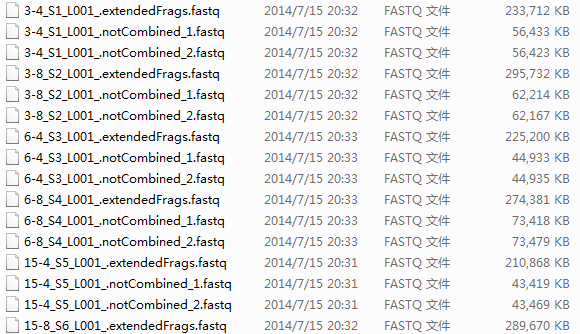 3-4_S1_L001_.extendedFrags.fastq 2014/7/15 20:32 FASTQ 文件 233,712 KB
3-4_S1_L001_.notCombined_1.fastq 2014/7/15 20:32 FASTQ 文件 56,433 KB
3-4_S1_L001_.notCombined_2.fastq 2014/7/15 20:32 FASTQ 文件 56,423 KB
3-8_S2_L001_.extendedFrags.fastq 2014/7/15 20:32 FASTQ 文件 295,732 KB
3-8_S2_L001_.notCombined_1.fastq 2014/7/15 20:32 FASTQ 文件 62,214 KB
3-8_S2_L001_.notCombined_2.fastq 2014/7/15 20:32 FASTQ 文件 62,167 KB
6-4_S3_L001_.extendedFrags.fastq 2014/7/15 20:33 FASTQ 文件 225,200 KB
6-4_S3_L001_.notCombined_1.fastq 2014/7/15 20:33 FASTQ 文件 44,933 KB
6-4_S3_L001_.notCombined_2.fastq 2014/7/15 20:33 FASTQ 文件 44,935 KB
6-8_S4_L001_.extendedFrags.fastq 2014/7/15 20:33 FASTQ 文件 274,381 KB
6-8_S4_L001_.notCombined_1.fastq 2014/7/15 20:33 FASTQ 文件 73,418 KB
6-8_S4_L001_.notCombined_2.fastq 2014/7/15 20:33 FASTQ 文件 73,479 KB
15-4_S5_L001_.extendedFrags.fastq 2014/7/15 20:31 FASTQ 文件 210,868 KB
15-4_S5_L001_.notCombined_1.fastq 2014/7/15 20:31 FASTQ 文件 43,419 KB
15-4_S5_L001_.notCombined_2.fastq 2014/7/15 20:31 FASTQ 文件 43,469 KB
15-8_S6_L001_.extendedFrags.fastq 2014/7/15 20:31 FASTQ 文件 289,670 KB